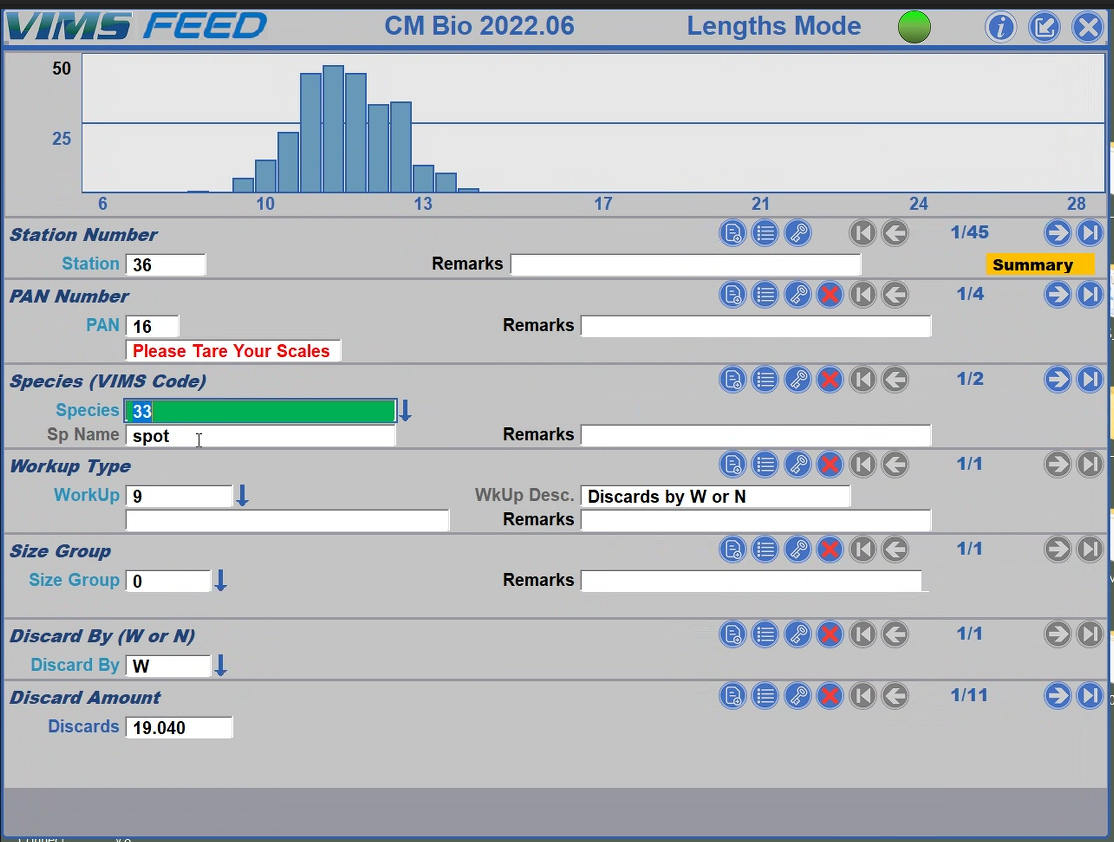 VIMS FEED CM Bio 2022.06 Lengths Mode
50
25
6 10 13 17 21 24 28
Station Number 1/45
Station 36 Remarks Summary
PAN Number 1/4
PAN 16 Remarks
Please Tare Your Scales
Species (VIMS Code) 1/2
Species 33
Sp Name spot Remarks
Workup Type 1/1
WorkUp 9 WkUp Desc. Discards by W or N
Remarks
Size Group 1/1
Size Group 0 Remarks
Discard By (W or N) 1/1
Discard By W
Discard Amount 1/11
Discards 19.040